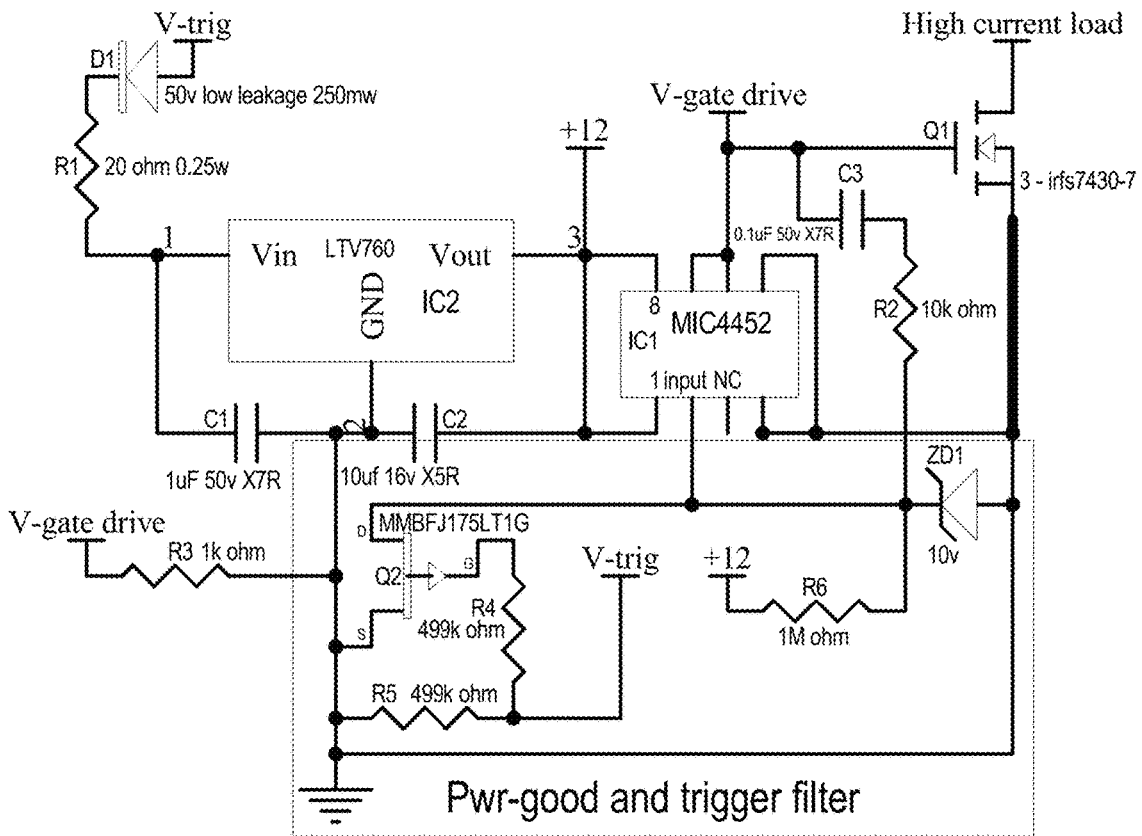 V-trig
High current load
D1
50v low leakage 250mw
V-gate drive
+12
Q1
R1
20 ohm 0.25w
C3
3 - irfs7430-7
1
Vin
LTV760
Vout
3
0.1uF 50v X7R
GND
IC2
8
MIC4452
R2
10k ohm
IC1
1 input NC
C1
2
C2
ZD1
1uF 50v X7R
10uf 16v X5R
V-gate drive
D
MMBFJ175LT1G
R3 1k ohm
Q2
G
V-trig
+12
10v
R4
499k ohm
R6
S
1M ohm
R5 499k ohm
Pwr-good and trigger filter